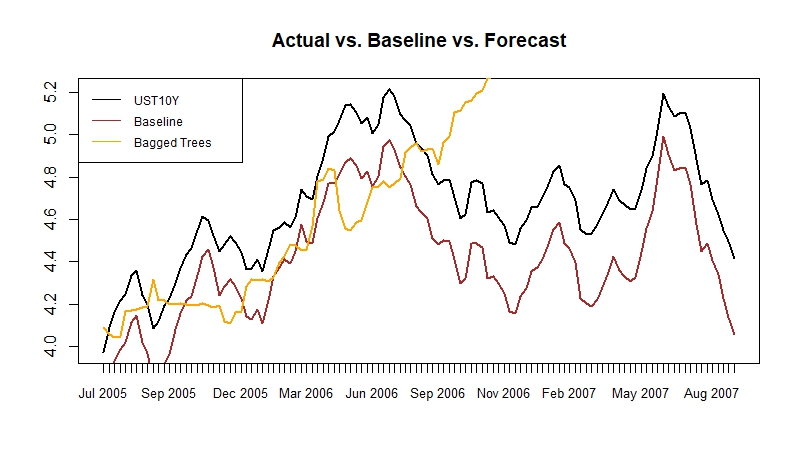 Actual vs. Baseline vs. Forecast
UST10Y
Baseline
Bagged Trees
5.2
5.0
4.8
4.6
4.4
4.2
4.0
Jul 2005 Sep 2005 Dec 2005 Mar 2006 Jun 2006 Sep 2006 Nov 2006 Feb 2007 May 2007 Aug 2007